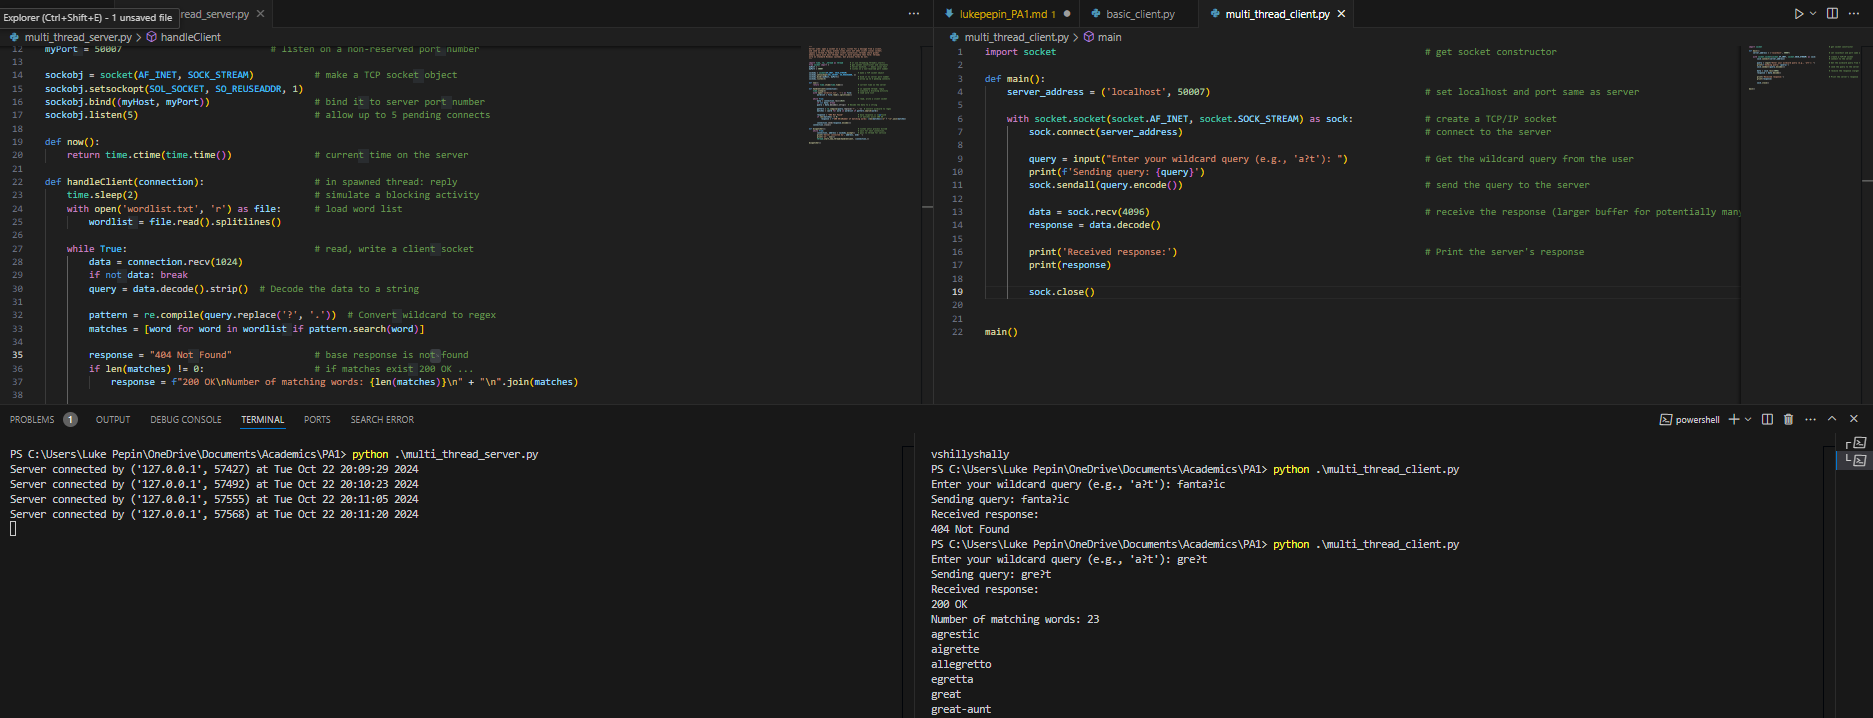 Explorer (Ctrl+Shift+E) - 1 unsaved file
read_server.py
multi_thread_server.py > handleClient
12 myPort = 50007 # listen on a non-reserved port number
13
14 sockobj = socket(AF_INET, SOCK_STREAM) # make a TCP socket object
15 sockobj.setsockopt(SOL_SOCKET, SO_REUSEADDR, 1)
16 sockobj.bind((myHost, myPort)) # bind it to server port number
17 sockobj.listen(5) # allow up to 5 pending connects
18
19 def now():
20 return time.ctime(time.time()) # current time on the server
21
22 def handleClient(connection): # in spawned thread: reply
23 time.sleep(2) # simulate a blocking activity
24 with open('wordlist.txt', 'r') as file: # load word list
25 wordlist = file.read().splitlines()
26
27 while True: # read, write a client socket
28 data = connection.recv(1024)
29 if not data: break
30 query = data.decode().strip() # Decode the data to a string
31
32 pattern = re.compile(query.replace('?', '.')) # Convert wildcard to regex
33 matches = [word for word in wordlist if pattern.search(word)]
34
35 response = "404 Not Found" # base response is not-found
36 if len(matches) != 0: # if matches exist 200 OK ...
37 response = f"200 OK\nNumber of matching words: {len(matches)}\n" + "\n".join(matches)
38
lukepepin_PA1.md 1
basic_client.py
multi_thread_client.py
multi_thread_client.py > main
1 import socket # get socket constructor
2
3 def main():
4 server_address = ('localhost', 50007) # set localhost and port same as server
5
6 with socket.socket(socket.AF_INET, socket.SOCK_STREAM) as sock: # create a TCP/IP socket
7 sock.connect(server_address) # connect to the server
8
9 query = input("Enter your wildcard query (e.g., 'a?t'): ") # Get the wildcard query from the user
10 print(f'Sending query: {query}')
11 sock.sendall(query.encode()) # send the query to the server
12
13 data = sock.recv(4096) # receive the response (larger buffer for potentially many
14 response = data.decode()
15
16 print('Received response:') # Print the server's response
17 print(response)
18
19 sock.close()
20
21
22 main()
PROBLEMS 1 OUTPUT DEBUG CONSOLE TERMINAL PORTS SEARCH ERROR
powershell
PS C:\Users\Luke Pepin\OneDrive\Documents\Academics\PA1> python .\multi_thread_server.py
Server connected by ('127.0.0.1', 57427) at Tue Oct 22 20:09:29 2024
Server connected by ('127.0.0.1', 57492) at Tue Oct 22 20:10:23 2024
Server connected by ('127.0.0.1', 57555) at Tue Oct 22 20:11:05 2024
Server connected by ('127.0.0.1', 57568) at Tue Oct 22 20:11:20 2024
vshillyshally
PS C:\Users\Luke Pepin\OneDrive\Documents\Academics\PA1> python .\multi_thread_client.py
Enter your wildcard query (e.g., 'a?t'): fanta?ic
Sending query: fanta?ic
Received response:
404 Not Found
PS C:\Users\Luke Pepin\OneDrive\Documents\Academics\PA1> python .\multi_thread_client.py
Enter your wildcard query (e.g., 'a?t'): gre?t
Sending query: gre?t
Received response:
200 OK
Number of matching words: 23
agrestic
aigrette
allegretto
egretta
great
great-aunt